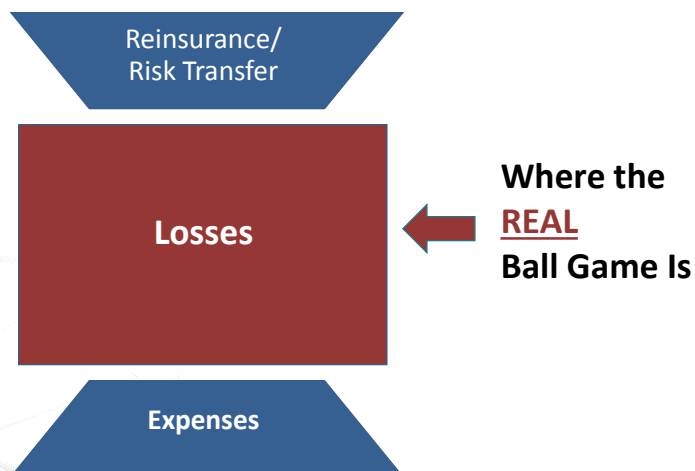 Reinsurance/
Risk Transfer
Losses
Where the
REAL
Ball Game Is
Expenses